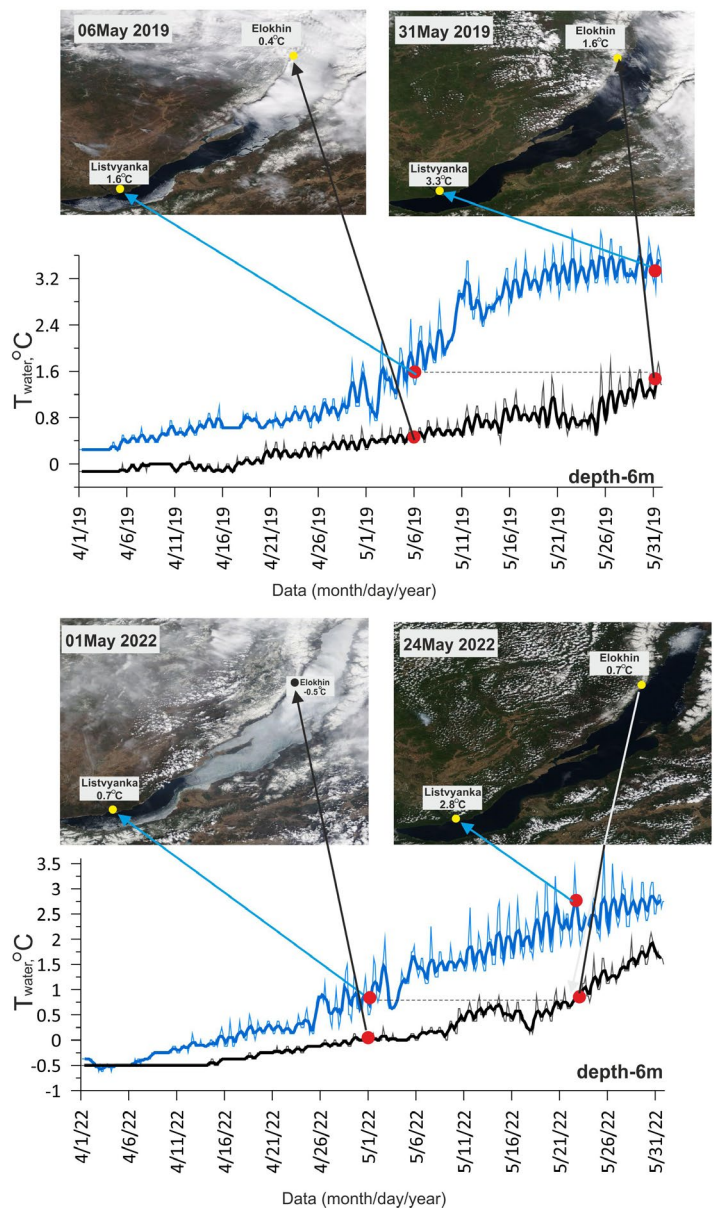 06May 2019
Elokhin
0.4°C
Listvyanka
1.6°C
31May 2019
Elokhin
1.6°C
Listvyanka
3.3°C
Twater,°C
3.2
2.4
1.6
0.8
0
depth-6m
4/1/19
4/6/19
4/11/19
4/16/19
4/21/19
4/26/19
5/1/19
5/6/19
5/11/19
5/16/19
5/21/19
5/26/19
5/31/19
Data (month/day/year)
01May 2022
Elokhin
-0.5°C
Listvyanka
0.7°C
24May 2022
Elokhin
0.7°C
Listvyanka
2.8°C
Twater,°C
3.5
3
2.5
2
1.5
1
0.5
0
-0.5
-1
depth-6m
4/1/22
4/6/22
4/11/22
4/16/22
4/21/22
4/26/22
5/1/22
5/6/22
5/11/22
5/16/22
5/21/22
5/26/22
5/31/22
Data (month/day/year)